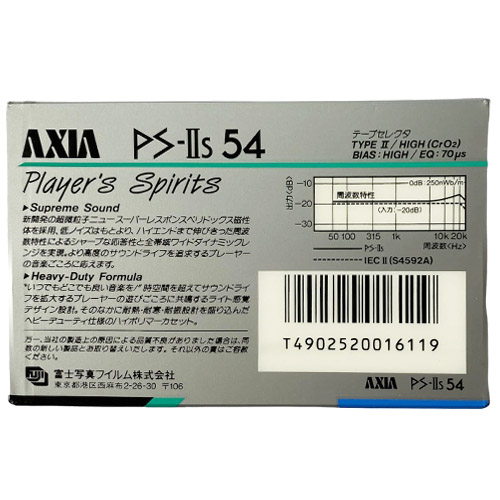 AXIA PS-IIs 54
テープセレクタ
TYPE II/HIGH (CrO2)
BIAS:HIGH/EQ:70μs
Player's Spirits
▶Supreme Sound
新開発の超微粒子ニュースーパーレスポンスベリドックス磁性
体を採用、低ノイズはもとより、ハイエンドまで伸びきった周波
数特性によるシャープな応答性と全帯域ワイドダイナミックレ
ンジを実現。より高度のサウンドライフを追求するプレーヤー
の音楽ごころに応えます。
▶Heavy-Duty Formula
"いつでもどこでも良い音楽を"時空間を超えてサウンドライ
フを拡大するプレーヤーの遊びごころに共鳴するライト感覚
デザイン設計。そのなかに耐熱・耐寒・耐振設計を盛り込んだ
ヘビーデューティ仕様のハイポリマーカセット。
万一、当社の製造上の原因による品質不良がありました場合は、同
数の新しい製品とお取り替えいたします。それ以外の責はご容赦
ください。
富士写真フイルム株式会社
東京都港区西麻布2-26-30 〒106
出力(dB)
-10
-20
-30
0dB:250nWb/m
周波数特性
(入力:-20dB)
50 100 315 1k 10k 20k
PS-IIs
周波数(Hz)
IEC II (S4592A)
T4902520016119
AXIA PS-IIs 54